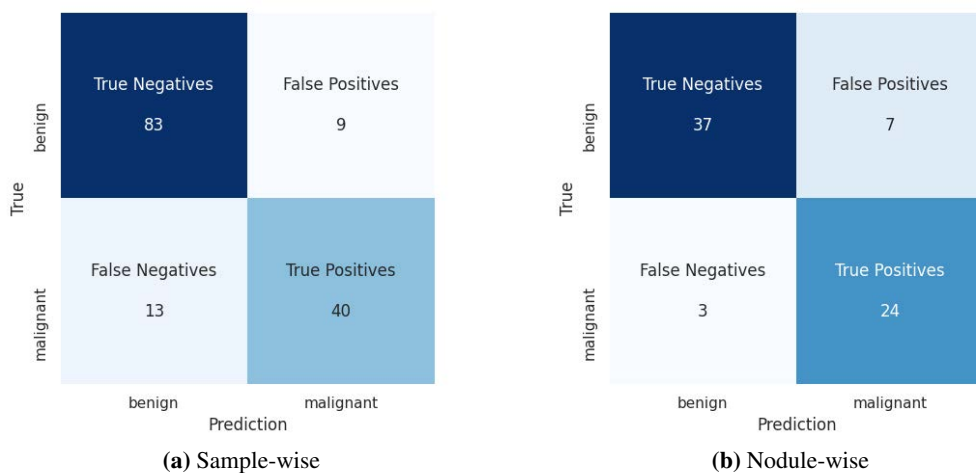 True Negatives
83
False Positives
9
False Negatives
13
True Positives
40
benign
malignant
True
benign
malignant
Prediction
(a) Sample-wise
True Negatives
37
False Positives
7
False Negatives
3
True Positives
24
benign
malignant
True
benign
malignant
Prediction
(b) Nodule-wise